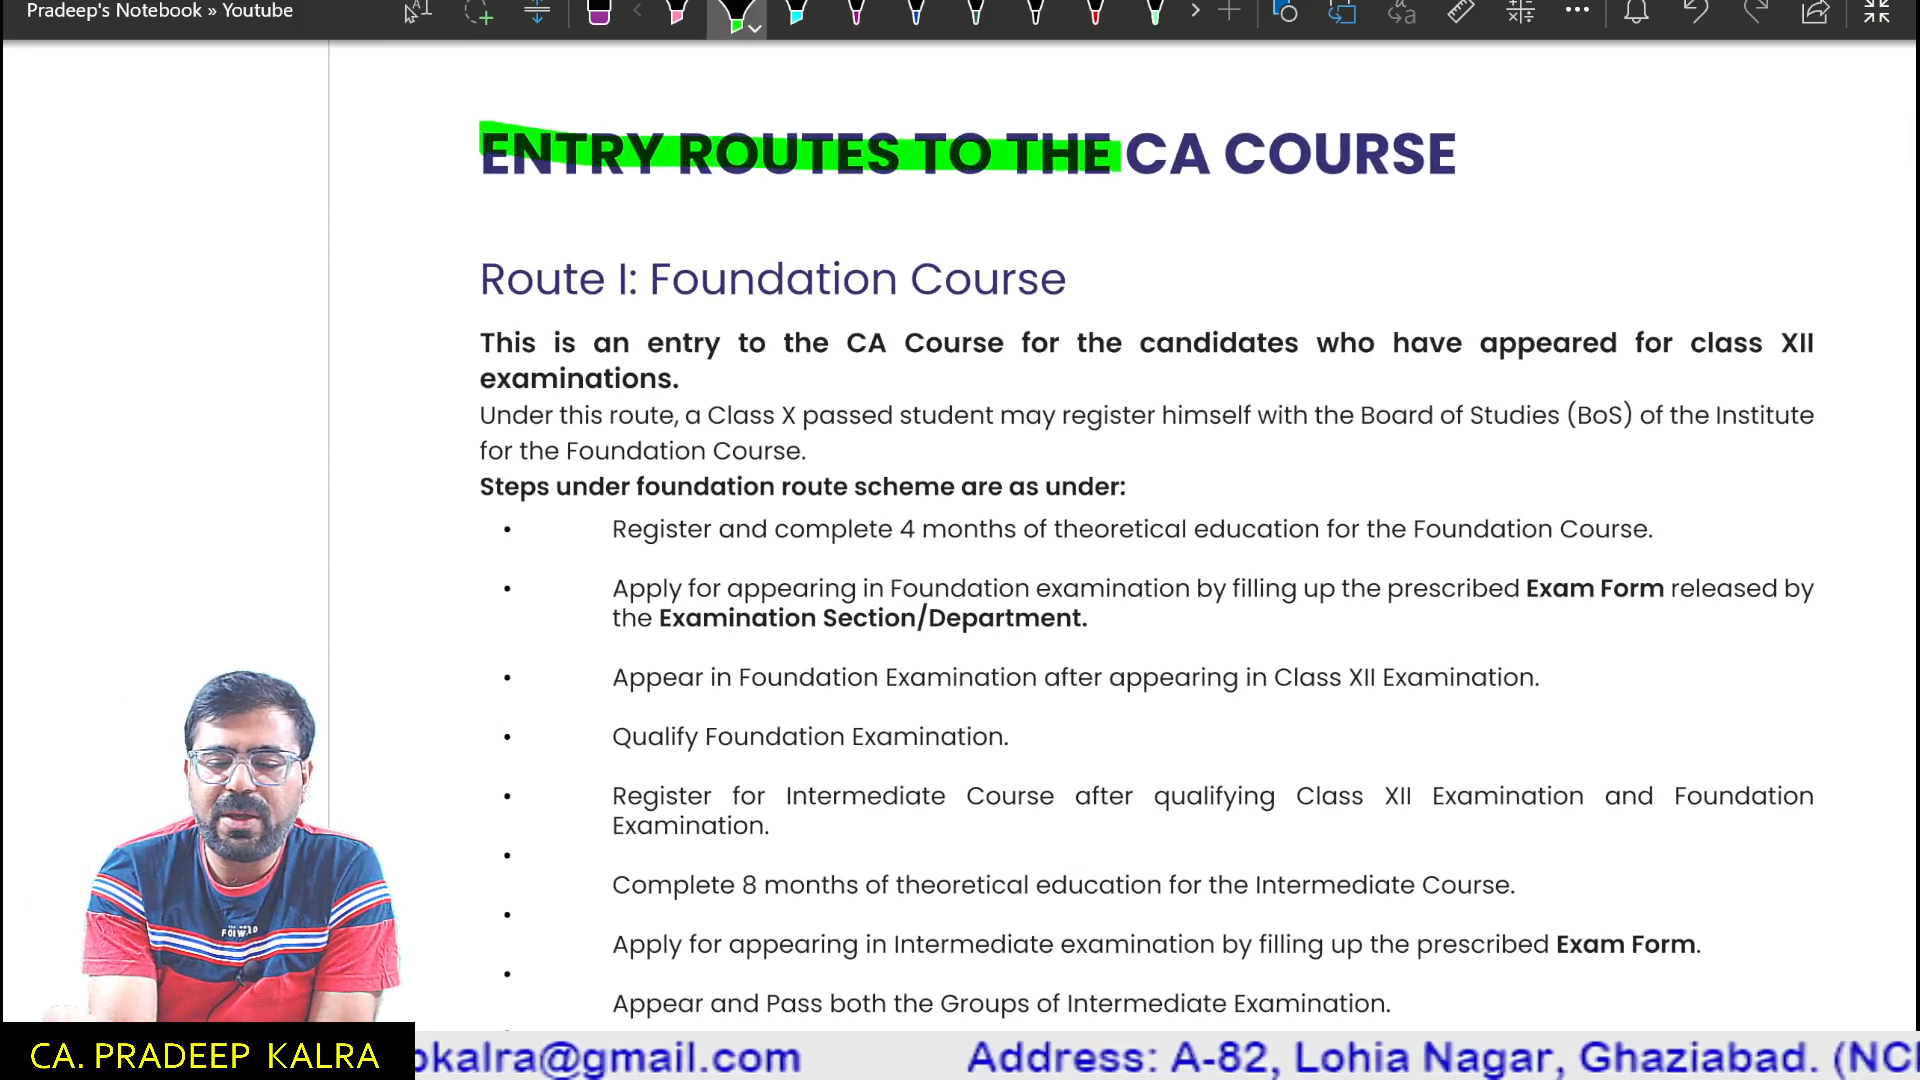 Pradeep's Notebook » Youtube
ENTRY ROUTES TO THE CA COURSE
Route I: Foundation Course
This is an entry to the CA Course for the candidates who have appeared for class XII
examinations.
Under this route, a Class X passed student may register himself with the Board of Studies (BoS) of the Institute
for the Foundation Course.
Steps under foundation route scheme are as under:
• Register and complete 4 months of theoretical education for the Foundation Course.
• Apply for appearing in Foundation examination by filling up the prescribed Exam Form released by
the Examination Section/Department.
• Appear in Foundation Examination after appearing in Class XII Examination.
• Qualify Foundation Examination.
• Register for Intermediate Course after qualifying Class XII Examination and Foundation
Examination.
• Complete 8 months of theoretical education for the Intermediate Course.
• Apply for appearing in Intermediate examination by filling up the prescribed Exam Form.
• Appear and Pass both the Groups of Intermediate Examination.
CA. PRADEEP KALRA
kalra@gmail.com Address: A-82, Lohia Nagar, Ghaziabad. (NC